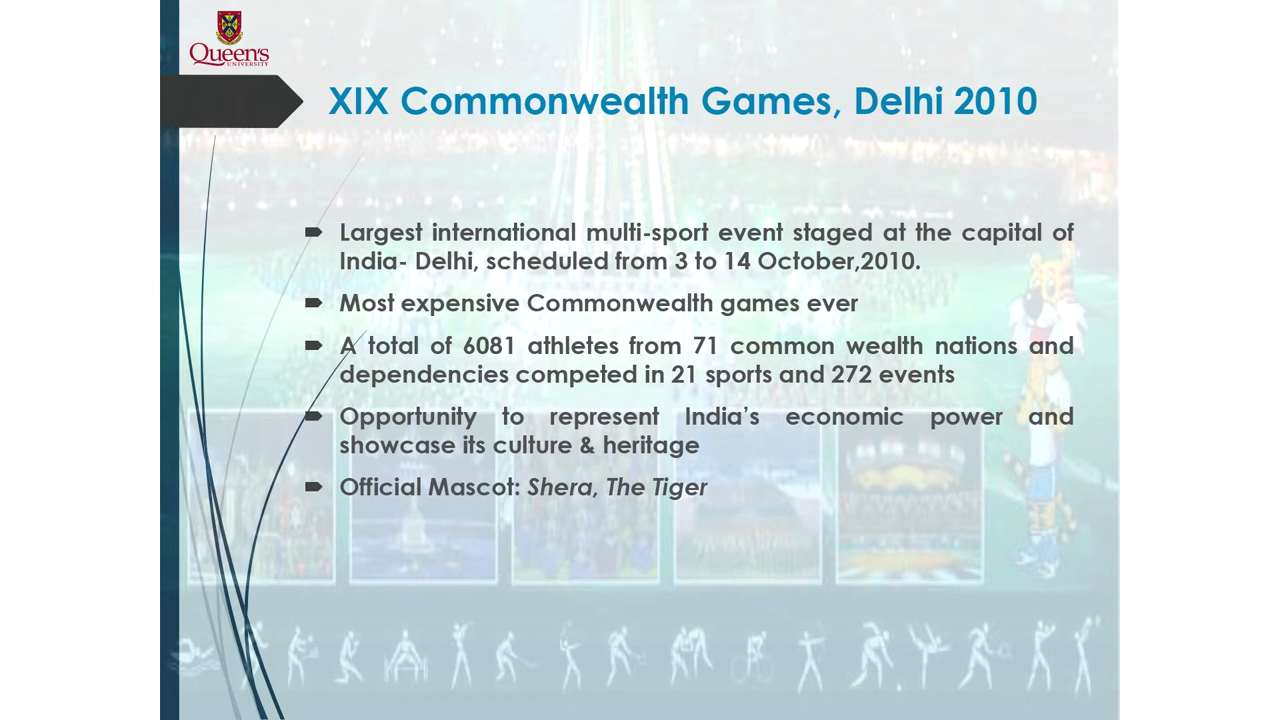 Queen's
UNIVERSITY
XIX Commonwealth Games, Delhi 2010
Largest international multi-sport event staged at the capital of
India- Delhi, scheduled from 3 to 14 October,2010.
Most expensive Commonwealth games ever
A total of 6081 athletes from 71 common wealth nations and
dependencies competed in 21 sports and 272 events
Opportunity to represent India’s economic power and
showcase its culture & heritage
Official Mascot: Shera, The Tiger